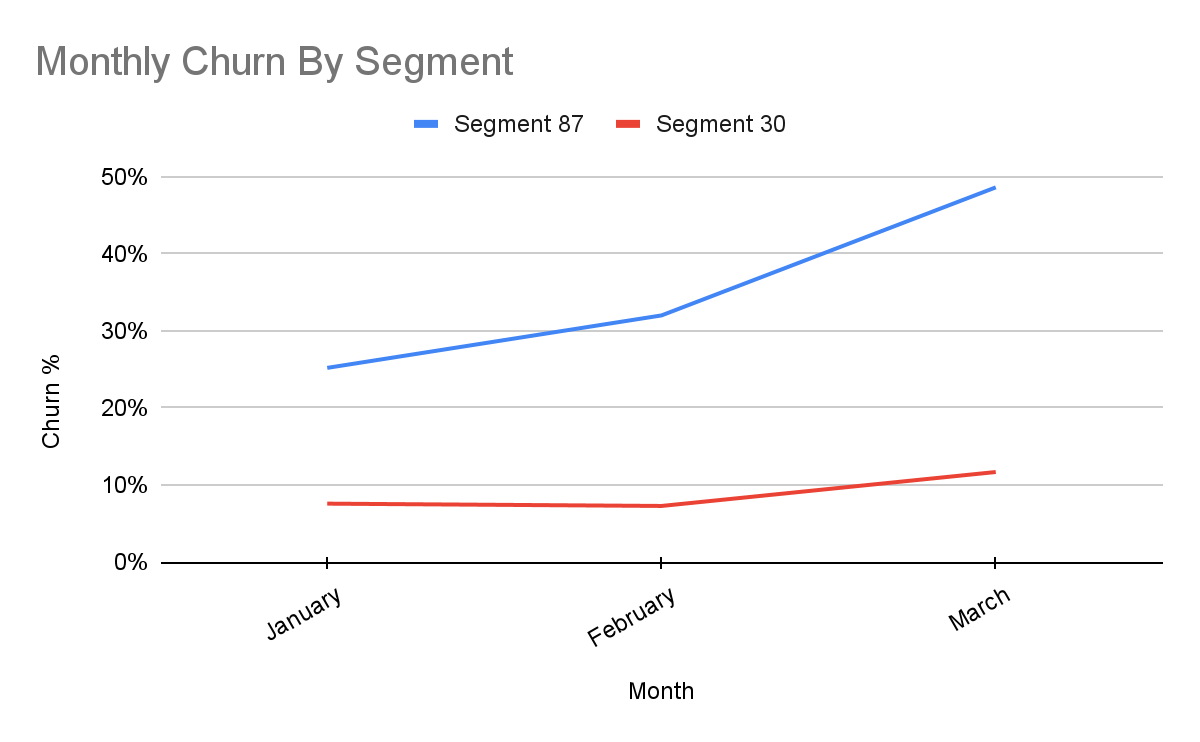 Monthly Churn By Segment
Segment 87 Segment 30
50%
40%
30%
20%
10%
0%
Churn %
January February March
Month